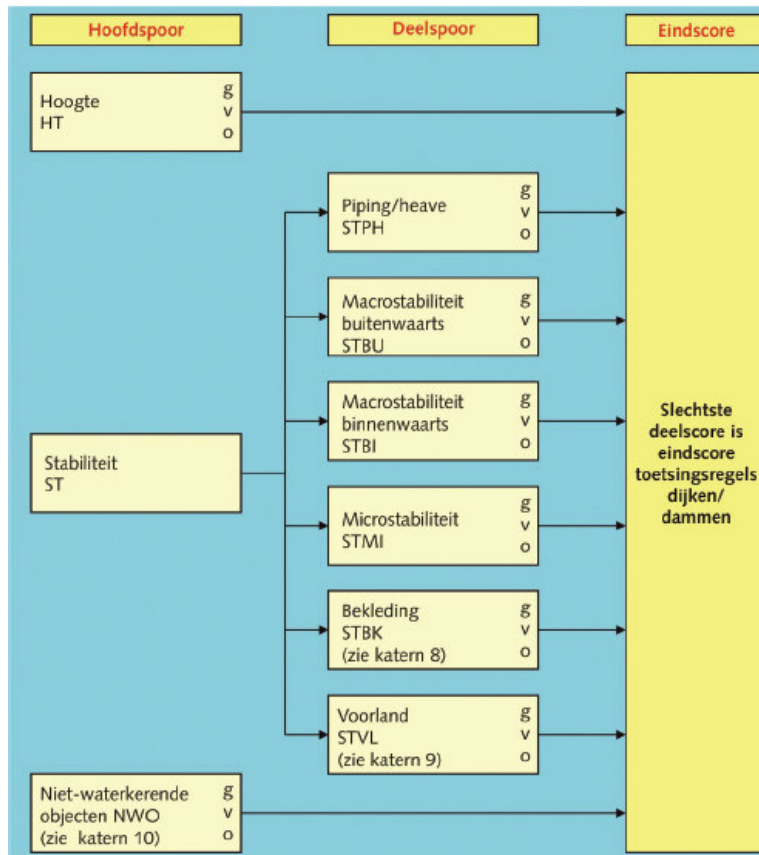 Hoofdspoor
Deelspoor
Eindscore
Hoogte
HT
g
v
o
Piping/heave
STPH
g
v
o
Macrostabiliteit
buitenwaarts
STBU
g
v
o
Macrostabiliteit
binnenwaarts
STBI
g
v
o
Stabiliteit
ST
Microstabiliteit
STMI
g
v
o
Bekleding
STBK
(zie katern 8)
g
v
o
Voorland
STVL
(zie katern 9)
g
v
o
Niet-waterkerende
objecten NWO
(zie katern 10)
g
v
o
Slechtste
deelscore is
eindscore
toetsingsregels
dijken/
dammen